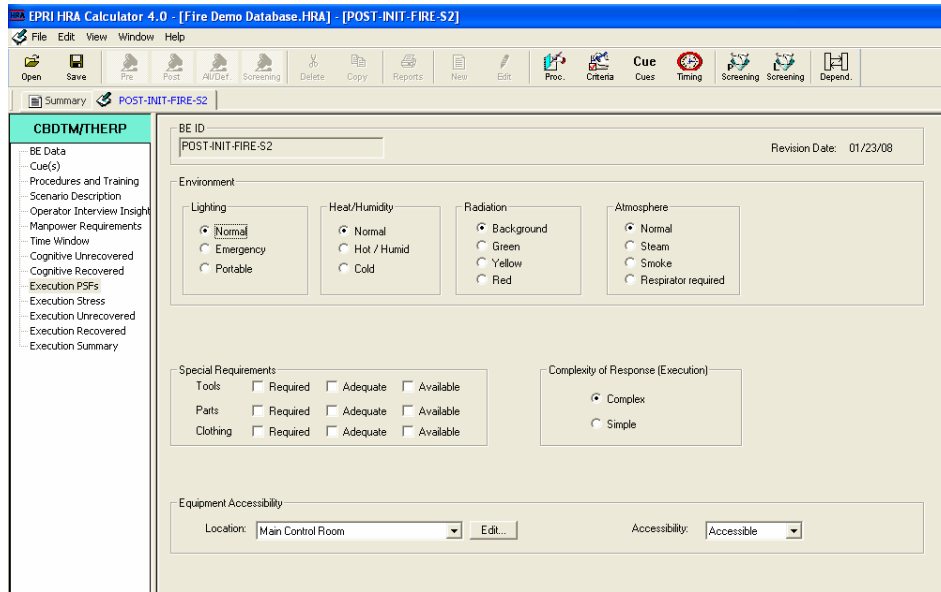 EPRI HRA Calculator 4.0 - [Fire Demo Database.HRA] - [POST-INIT-FIRE-S2]
File Edit View Window Help
Cue
Open Save Pre Post All/Def. Screening Delete Copy Reports New Edit Proc. Criteria Cues Timing Screening Screening Depend.
Summary POST-INIT-FIRE-S2
CBDTM/THERP
BE Data
Cue(s)
Procedures and Training
Scenario Description
Operator Interview Insight
Manpower Requirements
Time Window
Cognitive Unrecovered
Cognitive Recovered
Execution PSFs
Execution Stress
Execution Unrecovered
Execution Recovered
Execution Summary
BE ID
POST-INIT-FIRE-S2
Revision Date: 01/23/08
Environment
Lighting
Normal
Emergency
Portable
Heat/Humidity
Normal
Hot / Humid
Cold
Radiation
Background
Green
Yellow
Red
Atmosphere
Normal
Steam
Smoke
Respirator required
Special Requirements
Tools Required Adequate Available
Parts Required Adequate Available
Clothing Required Adequate Available
Complexity of Response (Execution)
Complex
Simple
Equipment Accessibility
Location: Main Control Room Edit... Accessibility: Accessible